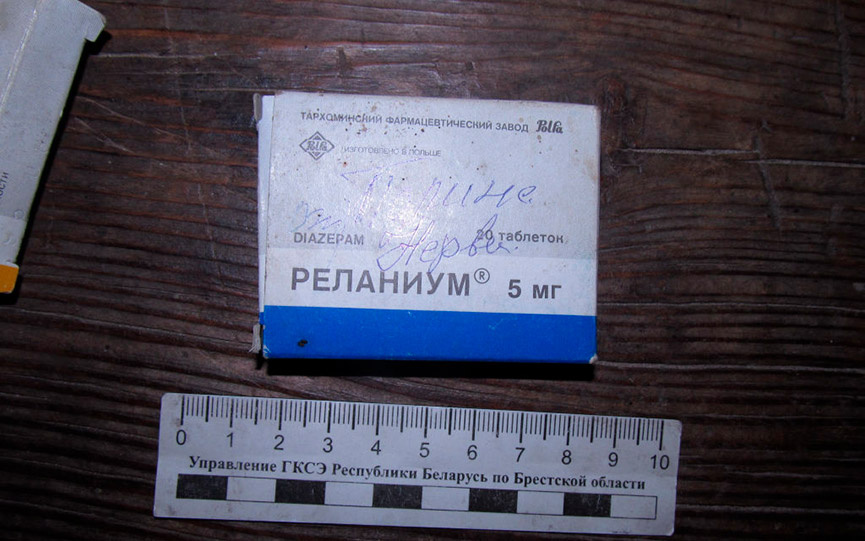 ТАРХОМИНСКИЙ ФАРМАЦЕВТИЧЕСКИЙ ЗАВОД Polfa
Polfa ИЗГОТОВЛЕНО В ПОЛЬШЕ
DIAZEPAM 20 таблеток
Нерви
РЕЛАНИУМ® 5 мг
0 1 2 3 4 5 6 7 8 9 10
Управление ГКСЭ Республики Беларусь по Брестской области